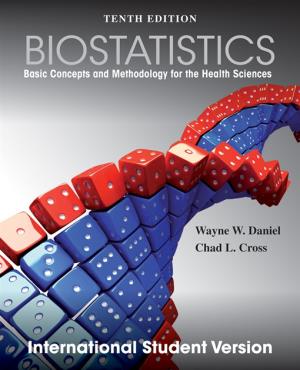 TENTH EDITION
BIOSTATISTICS
Basic Concepts and Methodology for the Health Sciences
Wayne W. Daniel
Chad L. Cross
International Student Version